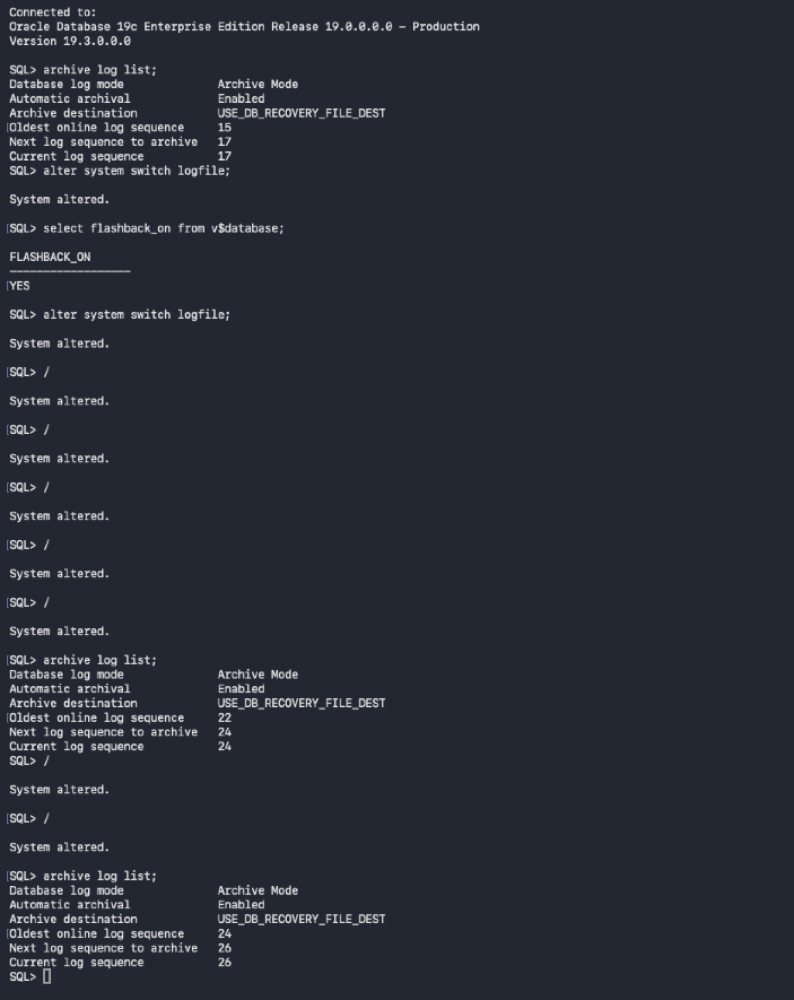 Connected to:
Oracle Database 19c Enterprise Edition Release 19.0.0.0.0 – Production
Version 19.3.0.0.0
SQL> archive log list;
Database log mode Archive Mode
Automatic archival Enabled
Archive destination USE_DB_RECOVERY_FILE_DEST
[Oldest online log sequence 15
Next log sequence to archive 17
Current log sequence 17
SQL> alter system switch logfile;
System altered.
[SQL> select flashback_on from v$database;
FLASHBACK_ON
------------------
[YES
SQL> alter system switch logfile;
System altered.
[SQL> /
System altered.
[SQL> /
System altered.
[SQL> /
System altered.
[SQL> /
System altered.
[SQL> /
System altered.
[SQL> archive log list;
Database log mode Archive Mode
Automatic archival Enabled
Archive destination USE_DB_RECOVERY_FILE_DEST
[Oldest online log sequence 22
Next log sequence to archive 24
Current log sequence 24
SQL> /
System altered.
[SQL> /
System altered.
[SQL> archive log list;
Database log mode Archive Mode
Automatic archival Enabled
Archive destination USE_DB_RECOVERY_FILE_DEST
[Oldest online log sequence 24
Next log sequence to archive 26
Current log sequence 26
SQL>